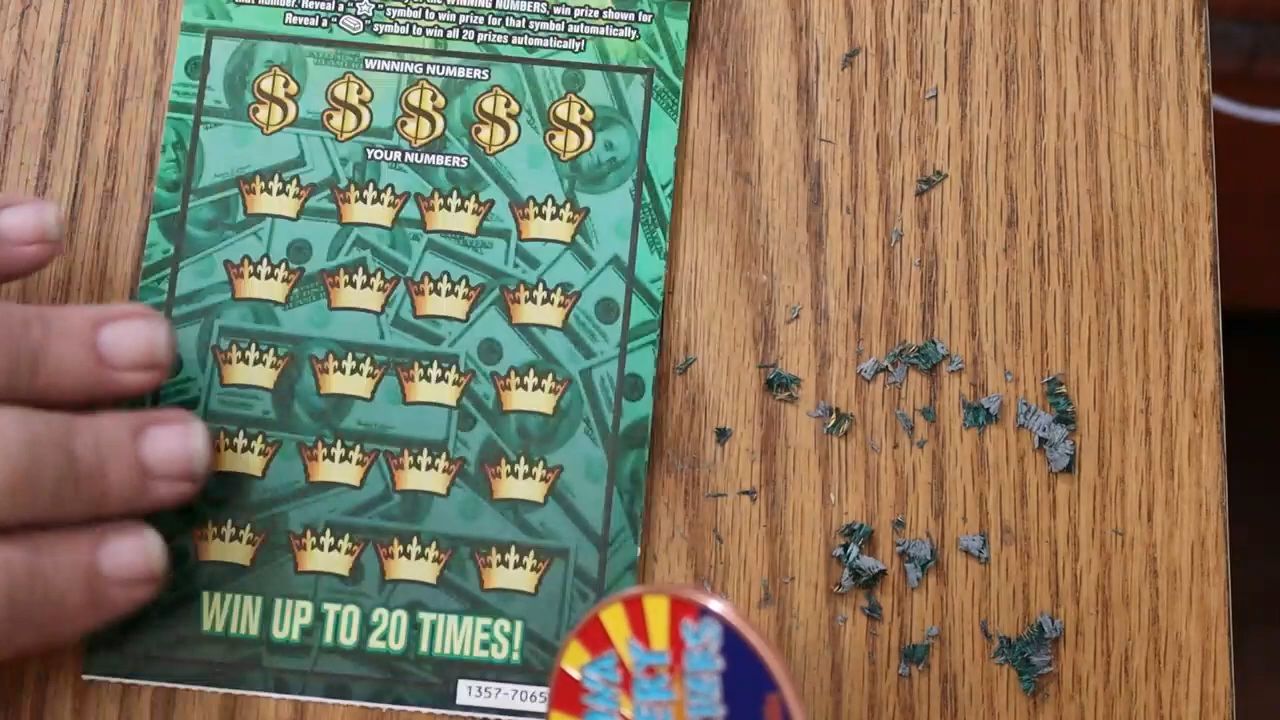 the WINNING NUMBERS, win prize shown for
that number. Reveal a " " symbol to win prize for that symbol automatically.
Reveal a " " symbol to win all 20 prizes automatically!
WINNING NUMBERS
$ $ $ $ $
YOUR NUMBERS
WIN UP TO 20 TIMES!
1357-7065